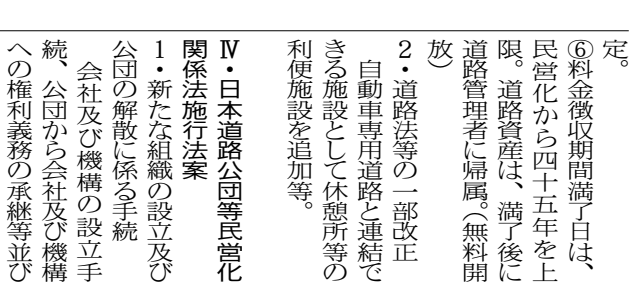 定。
⑥料金徴収期間満了日は、
民営化から四十五年を上
限。道路資産は、満了後に
道路管理者に帰属。（無料開
放）
2・道路法等の一部改正
自動車専用道路と連結で
きる施設として休憩所等の
利便施設を追加等。
Ⅳ・日本道路公団等民営化
関係法施行法案
1・新たな組織の設立及び
公団の解散に係る手続
会社及び機構の設立手
続、公団から会社及び機構
への権利義務の承継等並び